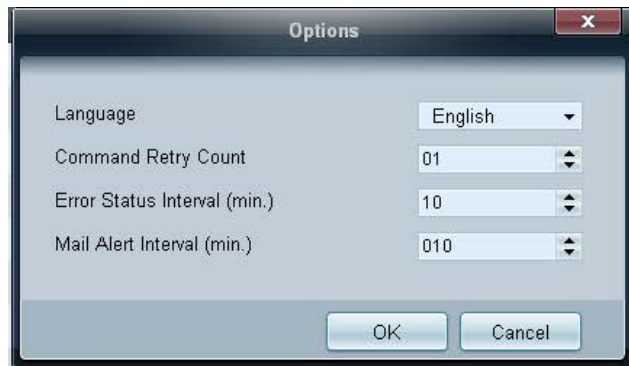 Options
Language English
Command Retry Count 01
Error Status Interval (min.) 10
Mail Alert Interval (min.) 010
OK Cancel